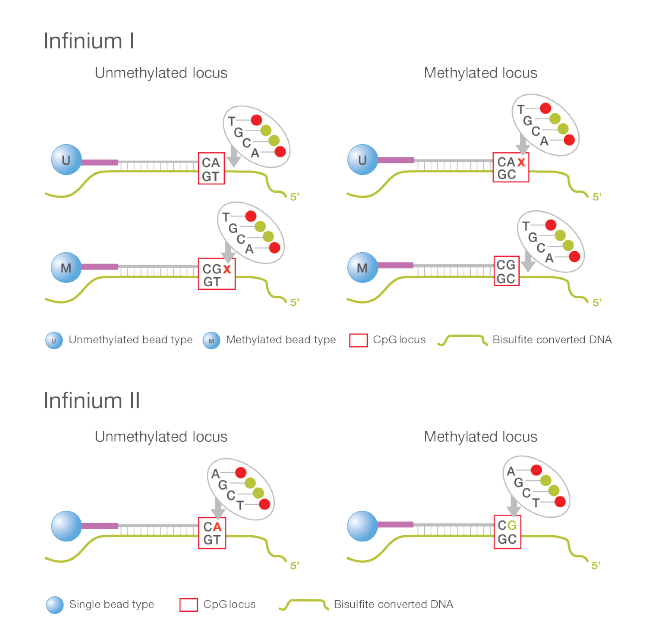 Infinium I
Unmethylated locus
Methylated locus
T
G
C
A
U
CA
GT
5'
T
G
C
A
U
CA X
GC
5'
T
G
C
A
M
CG X
GT
5'
T
G
C
A
M
CG
GC
5'
U Unmethylated bead type M Methylated bead type CpG locus Bisulfite converted DNA
Infinium II
Unmethylated locus
Methylated locus
A
G
C
T
CA
GT
5'
A
G
C
T
CG
GC
5'
Single bead type CpG locus Bisulfite converted DNA